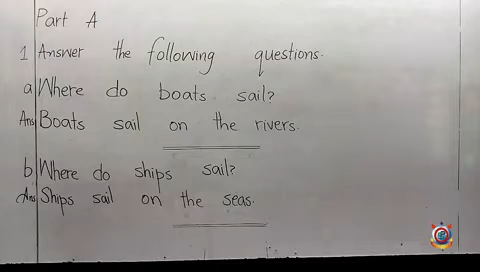 Part A
1 Answer the following questions.
a Where do boats sail?
Ans Boats sail on the rivers.
b Where do ships sail?
Ans Ships sail on the seas.